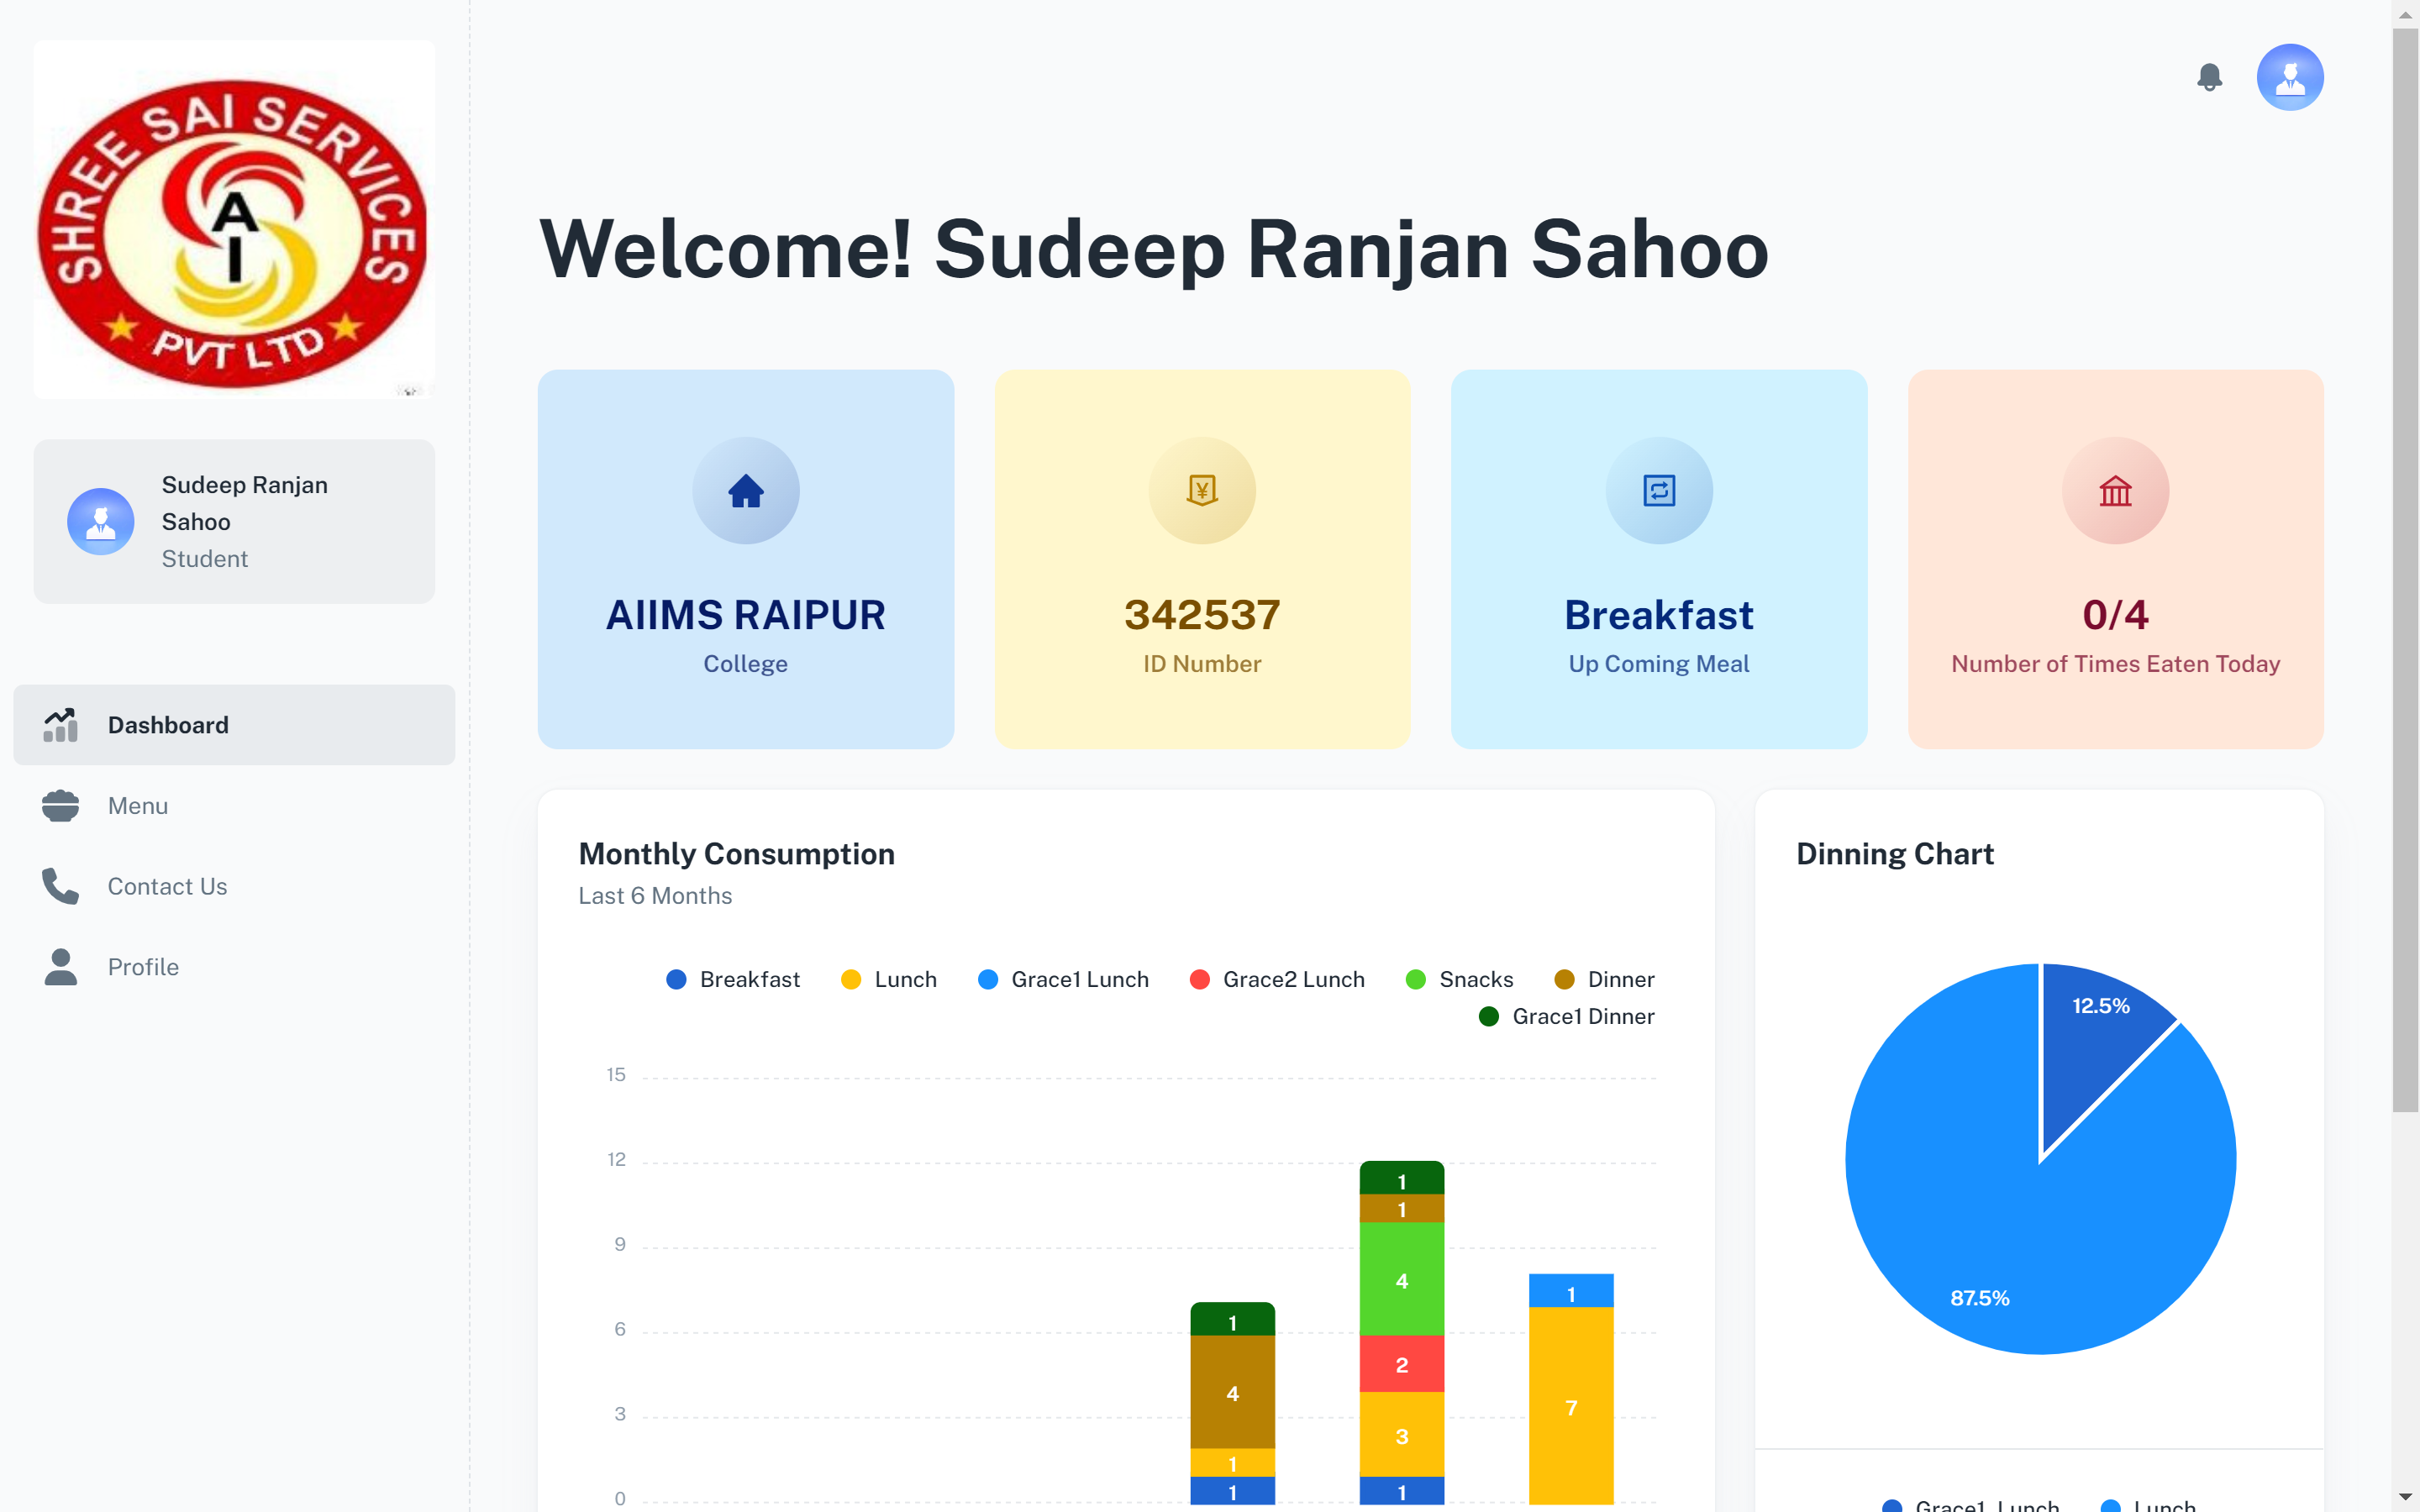 SHREE SAI SERVICES
AI
PVT LTD
Sudeep Ranjan
Sahoo
Student
Dashboard
Menu
Contact Us
Profile
Welcome! Sudeep Ranjan Sahoo
AIIMS RAIPUR
College
342537
ID Number
Breakfast
Up Coming Meal
0/4
Number of Times Eaten Today
Monthly Consumption
Last 6 Months
Breakfast Lunch Grace1 Lunch Grace2 Lunch Snacks Dinner
Grace1 Dinner
15
12
9
6
3
0
1
4
1
1
1
1
4
2
3
1
1
7
Dinning Chart
12.5%
87.5%
Grace1 Lunch Lunch